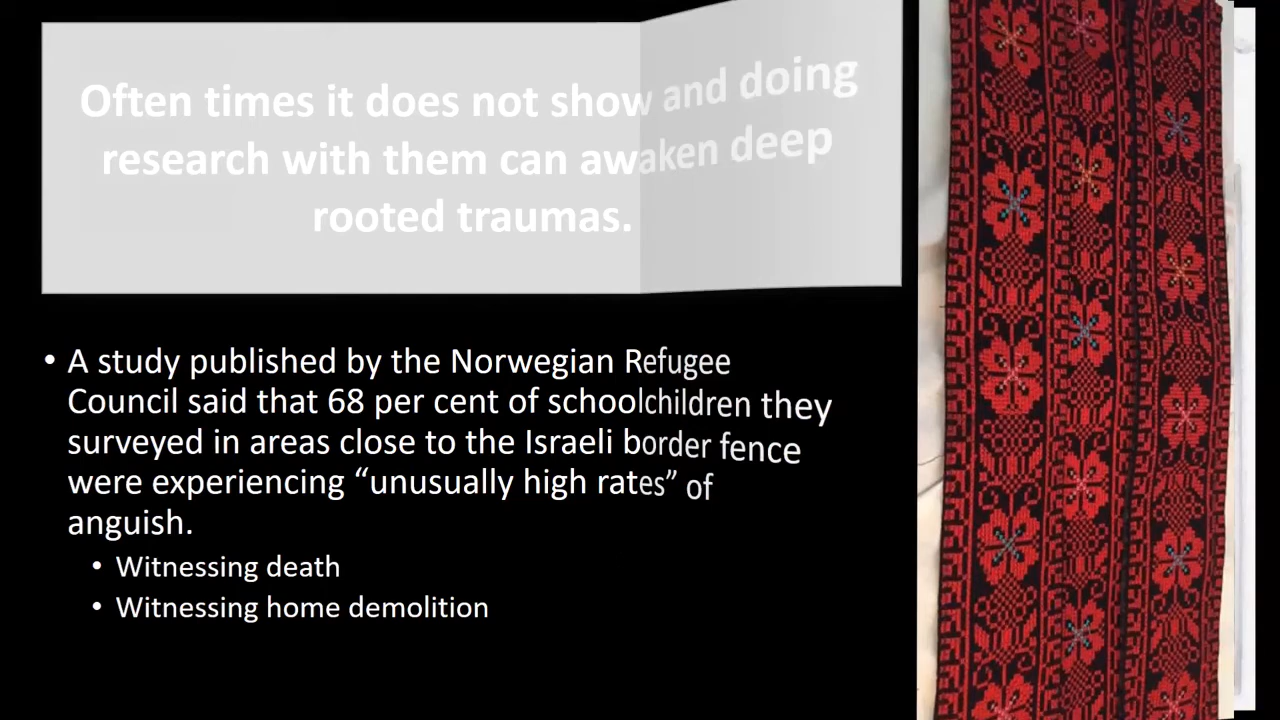 Often times it does not show and doing
research with them can awaken deep
rooted traumas.
• A study published by the Norwegian Refugee
Council said that 68 per cent of schoolchildren they
surveyed in areas close to the Israeli border fence
were experiencing “unusually high rates” of
anguish.
• Witnessing death
• Witnessing home demolition